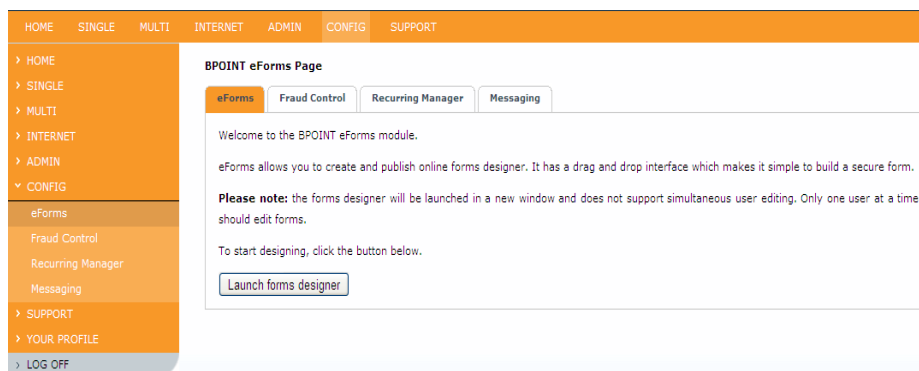 HOME SINGLE MULTI INTERNET ADMIN CONFIG SUPPORT
> HOME
> SINGLE
> MULTI
> INTERNET
> ADMIN
CONFIG
eForms
Fraud Control
Recurring Manager
Messaging
> SUPPORT
> YOUR PROFILE
> LOG OFF
BPOINT eForms Page
eForms Fraud Control Recurring Manager Messaging
Welcome to the BPOINT eForms module.
eForms allows you to create and publish online forms designer. It has a drag and drop interface which makes it simple to build a secure form.
Please note: the forms designer will be launched in a new window and does not support simultaneous user editing. Only one user at a time
should edit forms.
To start designing, click the button below.
Launch forms designer